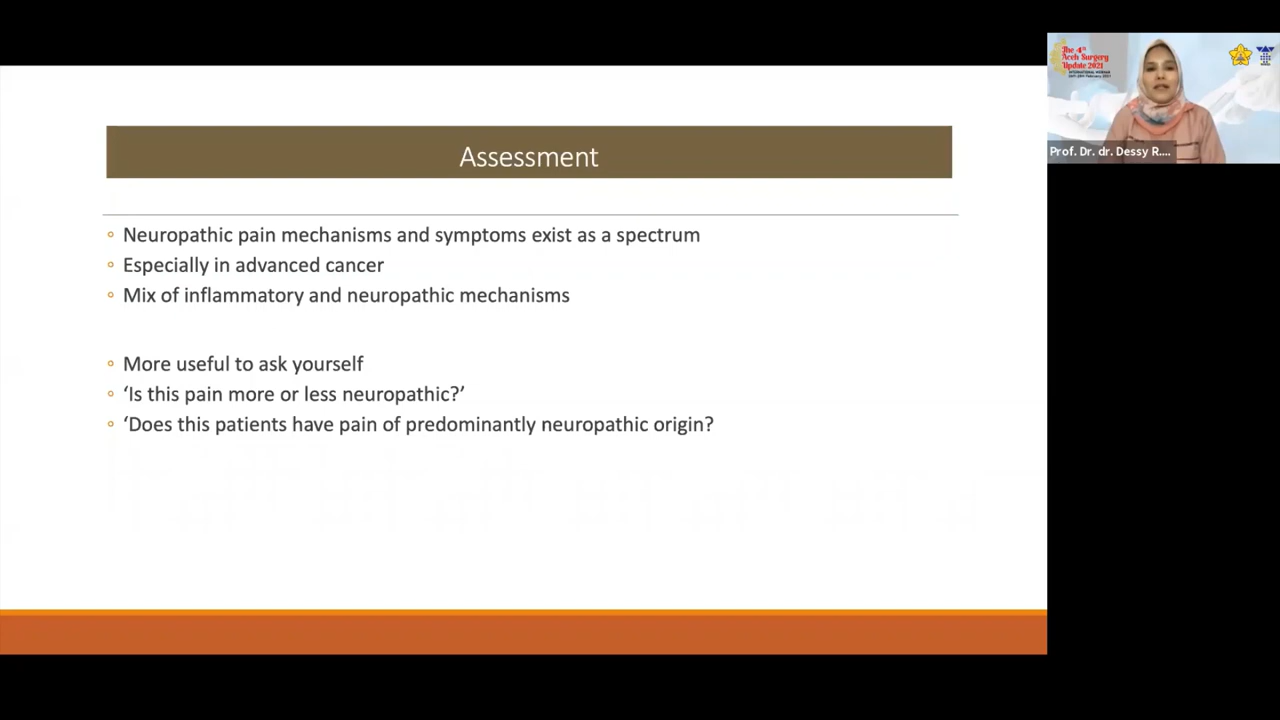 Assessment
◦ Neuropathic pain mechanisms and symptoms exist as a spectrum
◦ Especially in advanced cancer
◦ Mix of inflammatory and neuropathic mechanisms
◦ More useful to ask yourself
◦ ‘Is this pain more or less neuropathic?’
◦ ‘Does this patients have pain of predominantly neuropathic origin?
The 4th
Aceh Surgery
Update 2021
INTERNATIONAL WEBINAR
Prof. Dr. dr. Dessy R....